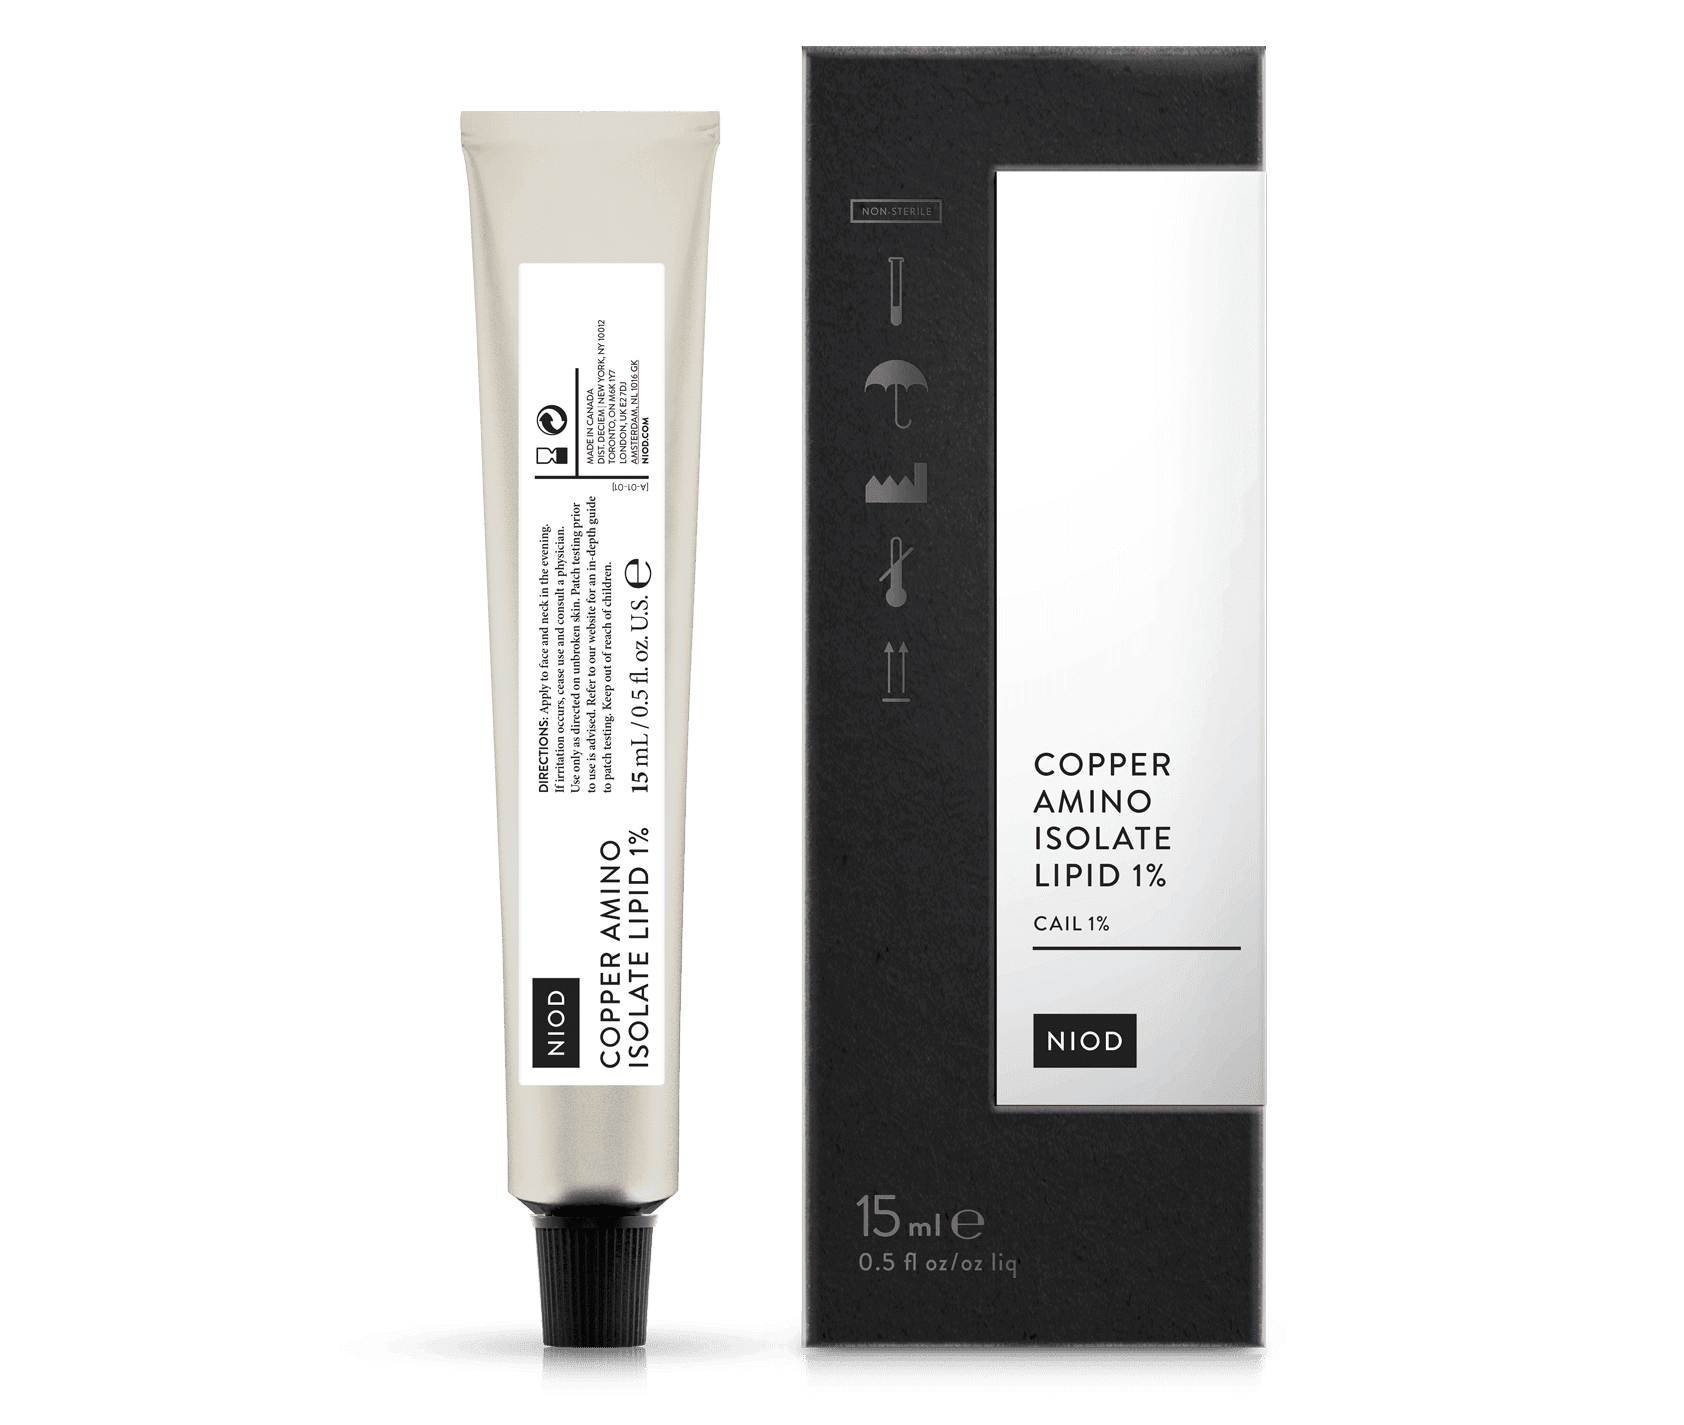 NIOD
COPPER AMINO
ISOLATE LIPID 1%
DIRECTIONS: Apply to face and neck in the evening.
If irritation occurs, cease use and consult a physician.
Use only as directed on unbroken skin. Patch testing prior
to use is advised. Refer to our website for an in-depth guide
to patch testing. Keep out of reach of children.
15 mL / 0.5 fl. oz. U.S. ℮
(A-01-01)
MADE IN CANADA
DIST. DECIEM | NEW YORK, NY 10012
TORONTO, ON M6K 1Y7
LONDON, UK E2 7DJ
AMSTERDAM, NL 1016 GK
NIOD.COM
NON-STERILE
COPPER
AMINO
ISOLATE
LIPID 1%
CAIL 1%
NIOD
15 ml ℮
0.5 fl oz/oz liq